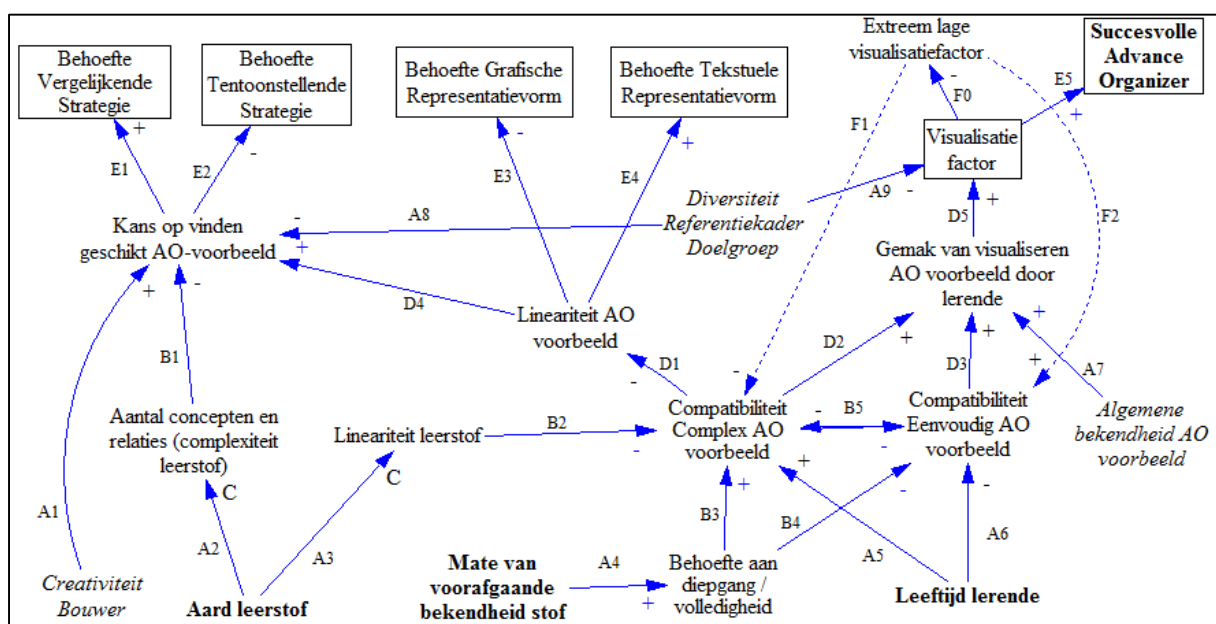 Behoefte
Vergelijkende
Strategie
Behoefte
Tentoonstellende
Strategie
Behoefte Grafische
Representatievorm
Behoefte Tekstuele
Representatievorm
Extreem lage
visualisatiefactor
Succesvolle
Advance
Organizer
+
-
-
+
-
E5
+
F0
E1
E2
E3
E4
F1
Visualisatie
factor
A9
-
Diversiteit
Referentiekader
Doelgroep
A8
-
+
Kans op vinden
geschikt AO-voorbeeld
+
-
D5
+
F2
Gemak van visualiseren
AO voorbeeld door
lerende
D4
Lineariteit AO
voorbeeld
B1
D1
-
D2
+
D3
+
+
+
A7
-
Aantal concepten en
relaties (complexiteit
leerstof)
C
Lineariteit leerstof
C
B2
-
Compatibiliteit
Complex AO
voorbeeld
+
+
-
B5
-
Compatibiliteit
Eenvoudig AO
voorbeeld
-
-
Algemene
bekendheid AO
voorbeeld
A1
A2
A3
B3
B4
A5
A6
Creativiteit
Bouwer
Aard leerstof
Mate van
voorafgaande
bekendheid stof
A4
+
Behoefte aan
diepgang /
volledigheid
Leeftijd lerende